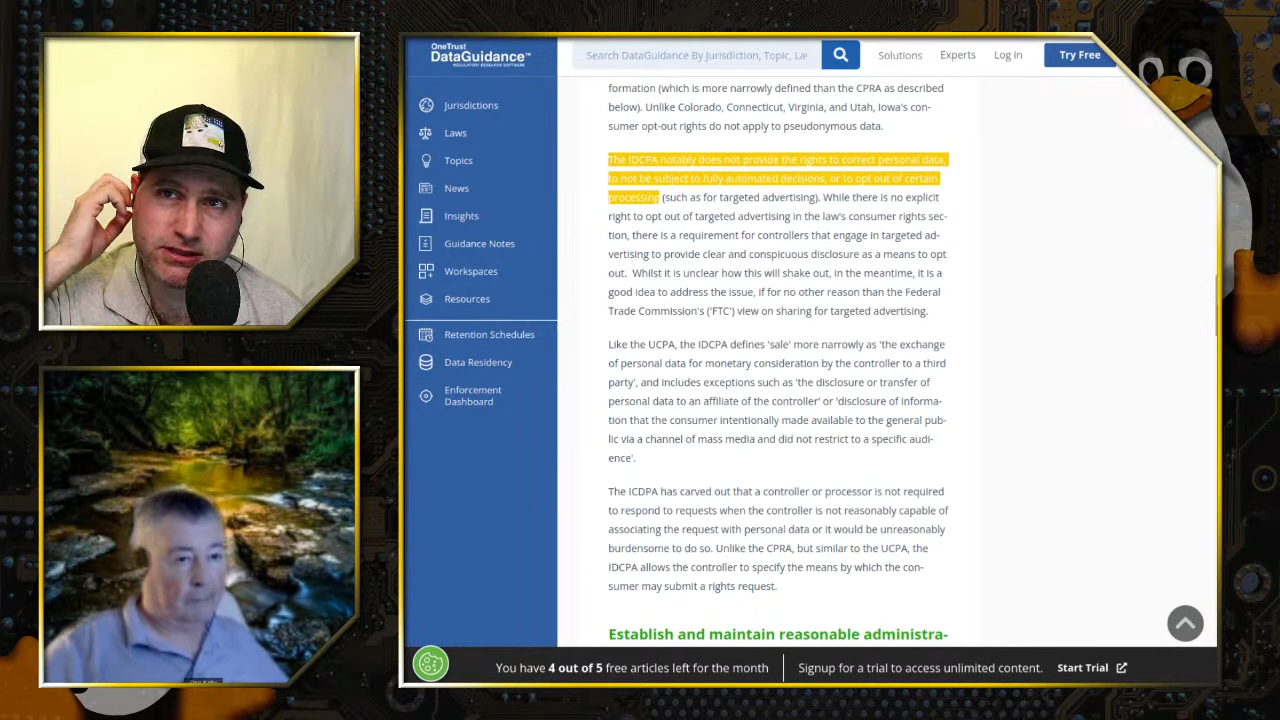 OneTrust
DataGuidance™
REGULATORY RESEARCH SOFTWARE
Search DataGuidance By Jurisdiction, Topic, La
Solutions
Experts
Log in
Try Free
Jurisdictions
Laws
Topics
News
Insights
Guidance Notes
Workspaces
Resources
Retention Schedules
Data Residency
Enforcement
Dashboard
formation (which is more narrowly defined than the CPRA as described
below). Unlike Colorado, Connecticut, Virginia, and Utah, Iowa's con-
sumer opt-out rights do not apply to pseudonymous data.
The IDCPA notably does not provide the rights to correct personal data,
to not be subject to fully automated decisions, or to opt out of certain
processing (such as for targeted advertising). While there is no explicit
right to opt out of targeted advertising in the law's consumer rights sec-
tion, there is a requirement for controllers that engage in targeted ad-
vertising to provide clear and conspicuous disclosure as a means to opt
out. Whilst it is unclear how this will shake out, in the meantime, it is a
good idea to address the issue, if for no other reason than the Federal
Trade Commission's ('FTC') view on sharing for targeted advertising.
Like the UCPA, the IDCPA defines 'sale' more narrowly as 'the exchange
of personal data for monetary consideration by the controller to a third
party', and includes exceptions such as 'the disclosure or transfer of
personal data to an affiliate of the controller' or 'disclosure of informa-
tion that the consumer intentionally made available to the general pub-
lic via a channel of mass media and did not restrict to a specific audi-
ence'.
The ICDPA has carved out that a controller or processor is not required
to respond to requests when the controller is not reasonably capable of
associating the request with personal data or it would be unreasonably
burdensome to do so. Unlike the CPRA, but similar to the UCPA, the
IDCPA allows the controller to specify the means by which the con-
sumer may submit a rights request.
Establish and maintain reasonable administra-
You have 4 out of 5 free articles left for the month
Signup for a trial to access unlimited content.
Start Trial